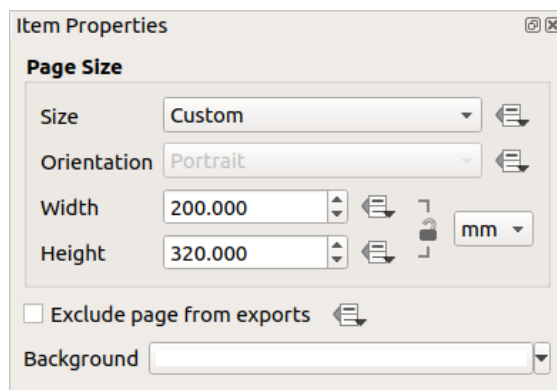 Item Properties
Page Size
Size Custom
Orientation Portrait
Width 200.000
mm
Height 320.000
Exclude page from exports
Background